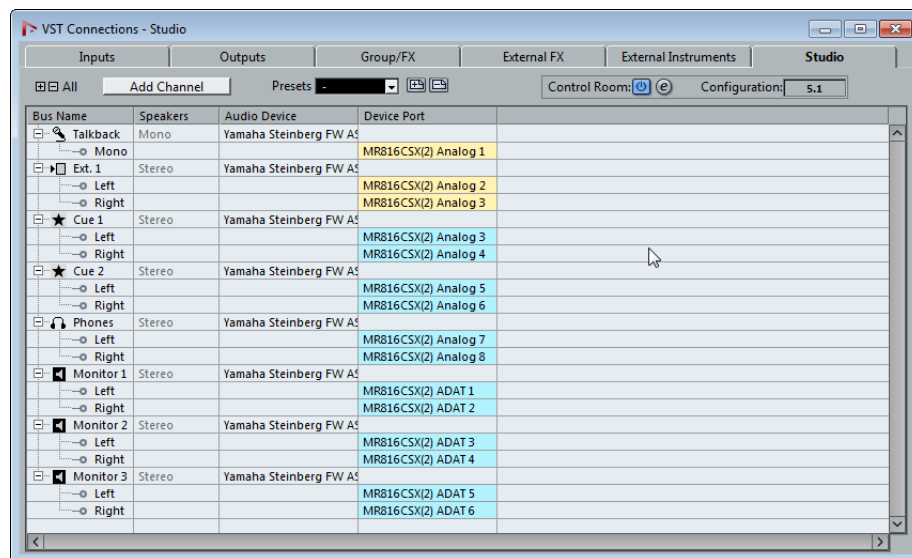 VST Connections - Studio
Inputs Outputs Group/FX External FX External Instruments Studio
All Add Channel Presets - Control Room: e Configuration: 5.1
Bus Name Speakers Audio Device Device Port
Talkback Mono Yamaha Steinberg FW AS
Mono MR816CSX(2) Analog 1
Ext. 1 Stereo Yamaha Steinberg FW AS
Left MR816CSX(2) Analog 2
Right MR816CSX(2) Analog 3
Cue 1 Stereo Yamaha Steinberg FW AS
Left MR816CSX(2) Analog 3
Right MR816CSX(2) Analog 4
Cue 2 Stereo Yamaha Steinberg FW AS
Left MR816CSX(2) Analog 5
Right MR816CSX(2) Analog 6
Phones Stereo Yamaha Steinberg FW AS
Left MR816CSX(2) Analog 7
Right MR816CSX(2) Analog 8
Monitor 1 Stereo Yamaha Steinberg FW AS
Left MR816CSX(2) ADAT 1
Right MR816CSX(2) ADAT 2
Monitor 2 Stereo Yamaha Steinberg FW AS
Left MR816CSX(2) ADAT 3
Right MR816CSX(2) ADAT 4
Monitor 3 Stereo Yamaha Steinberg FW AS
Left MR816CSX(2) ADAT 5
Right MR816CSX(2) ADAT 6